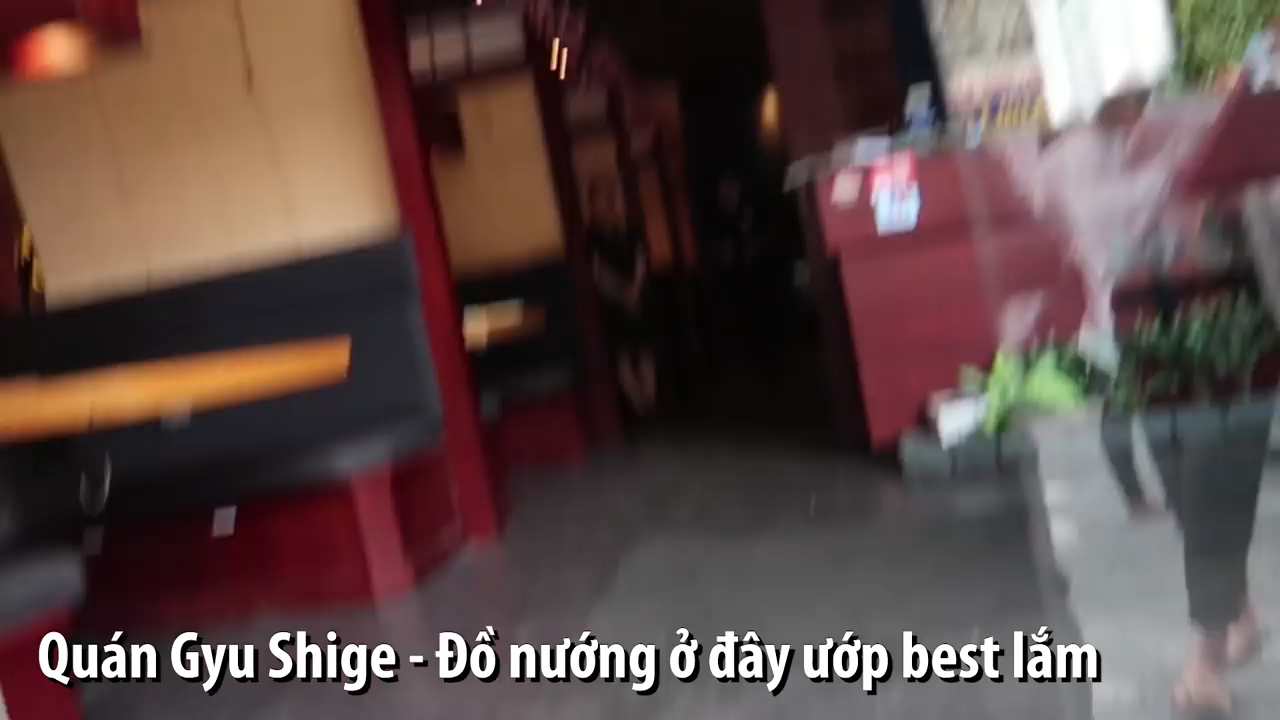 Quán Gyu Shige - Đồ nướng ở đây ướp best lắm